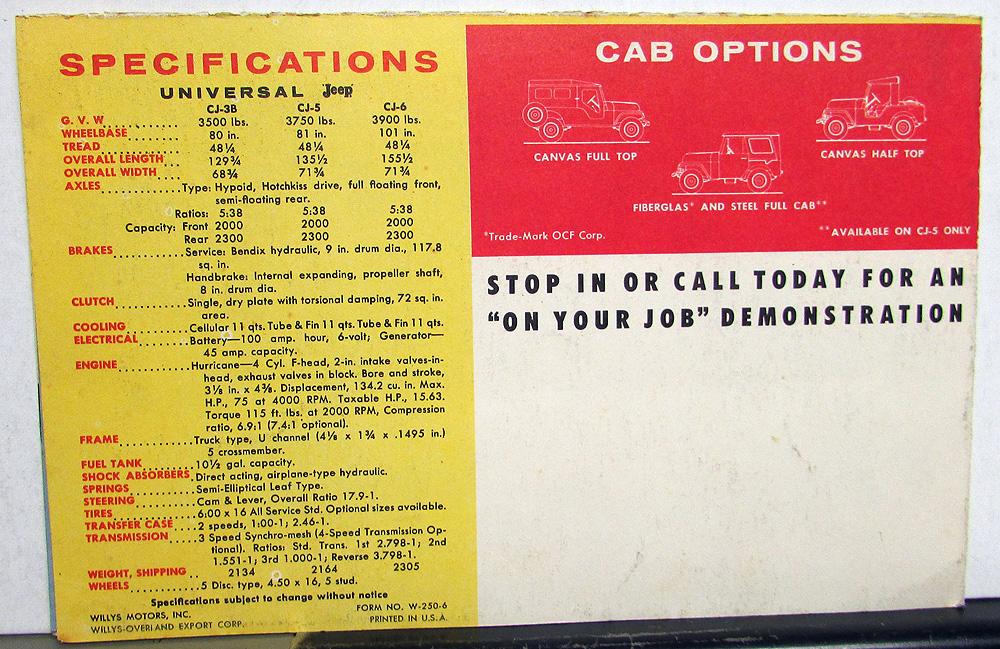 SPECIFICATIONS
UNIVERSAL Jeep
CJ-3B CJ-5 CJ-6
G. V. W. 3500 lbs. 3750 lbs. 3900 lbs.
WHEELBASE 80 in. 81 in. 101 in.
TREAD 48¼ 48¼ 48¼
OVERALL LENGTH 129¾ 135½ 155½
OVERALL WIDTH 68¾ 71¾ 71¾
AXLES Type: Hypoid, Hotchkiss drive, full floating front,
semi-floating rear.
Ratios: 5:38 5:38 5:38
Capacity: Front 2000 2000 2000
Rear 2300 2300 2300
BRAKES Service: Bendix hydraulic, 9 in. drum dia., 117.8
sq. in.
Handbrake: Internal expanding, propeller shaft,
8 in. drum dia.
CLUTCH Single, dry plate with torsional damping, 72 sq. in.
area.
COOLING Cellular 11 qts. Tube & Fin 11 qts. Tube & Fin 11 qts.
ELECTRICAL Battery—100 amp. hour, 6-volt; Generator—
45 amp. capacity.
ENGINE Hurricane—4 Cyl. F-head, 2-in. intake valves-in-
head, exhaust valves in block. Bore and stroke,
3⅛ in. x 4⅜. Displacement, 134.2 cu. in. Max.
H.P., 75 at 4000 RPM. Taxable H.P., 15.63.
Torque 115 ft. lbs. at 2000 RPM, Compression
ratio, 6.9:1 (7.4:1 optional).
FRAME Truck type, U channel (4⅛ x 1¾ x .1495 in.)
5 crossmember.
FUEL TANK 10½ gal. capacity.
SHOCK ABSORBERS Direct acting, airplane-type hydraulic.
SPRINGS Semi-Elliptical Leaf Type.
STEERING Cam & Lever, Overall Ratio 17.9-1.
TIRES 6:00 x 16 All Service Std. Optional sizes available.
TRANSFER CASE 2 speeds, 1:00-1; 2.46-1.
TRANSMISSION 3 Speed Synchro-mesh (4-Speed Transmission Op-
tional). Ratios: Std. Trans. 1st 2.798-1; 2nd
1.551-1; 3rd 1.000-1; Reverse 3.798-1.
WEIGHT, SHIPPING 2134 2164 2305
WHEELS 5 Disc. type, 4.50 x 16, 5 stud.
Specifications subject to change without notice
WILLYS MOTORS, INC.
WILLYS-OVERLAND EXPORT CORP.
FORM NO. W-250-6
PRINTED IN U.S.A.
CAB OPTIONS
CANVAS FULL TOP
CANVAS HALF TOP
FIBERGLAS* AND STEEL FULL CAB**
*Trade-Mark OCF Corp.
**AVAILABLE ON CJ-5 ONLY
STOP IN OR CALL TODAY FOR AN
“ON YOUR JOB” DEMONSTRATION